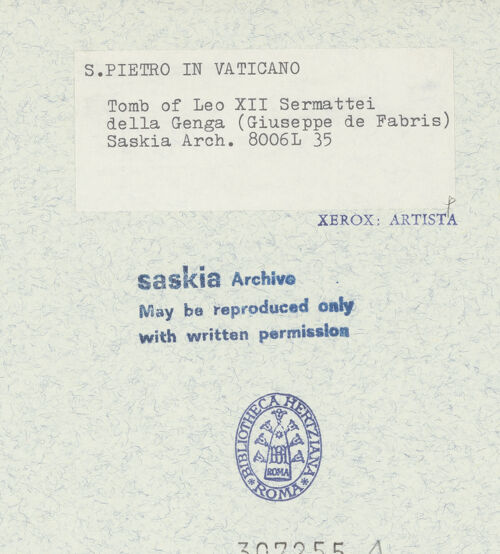 S.PIETRO IN VATICANO
Tomb of Leo XII Sermattei
della Genga (Giuseppe de Fabris)
Saskia Arch. 8006L 35
XEROX: ARTISTA
saskia Archive
May be reproduced only
with written permission
BIBLIOTHECA HERTZIANA
ROMA
ROMA
307255